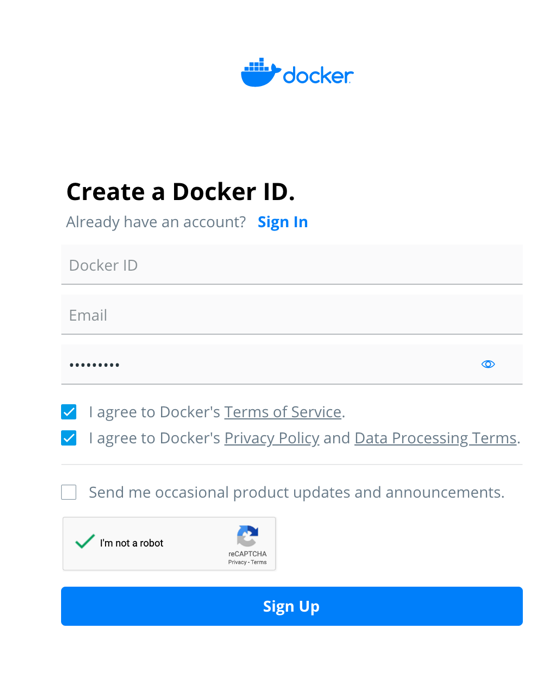 docker
Create a Docker ID.
Already have an account? Sign In
Docker ID
Email
•••••••••
I agree to Docker's Terms of Service.
I agree to Docker's Privacy Policy and Data Processing Terms.
Send me occasional product updates and announcements.
I'm not a robot
reCAPTCHA
Privacy - Terms
Sign Up